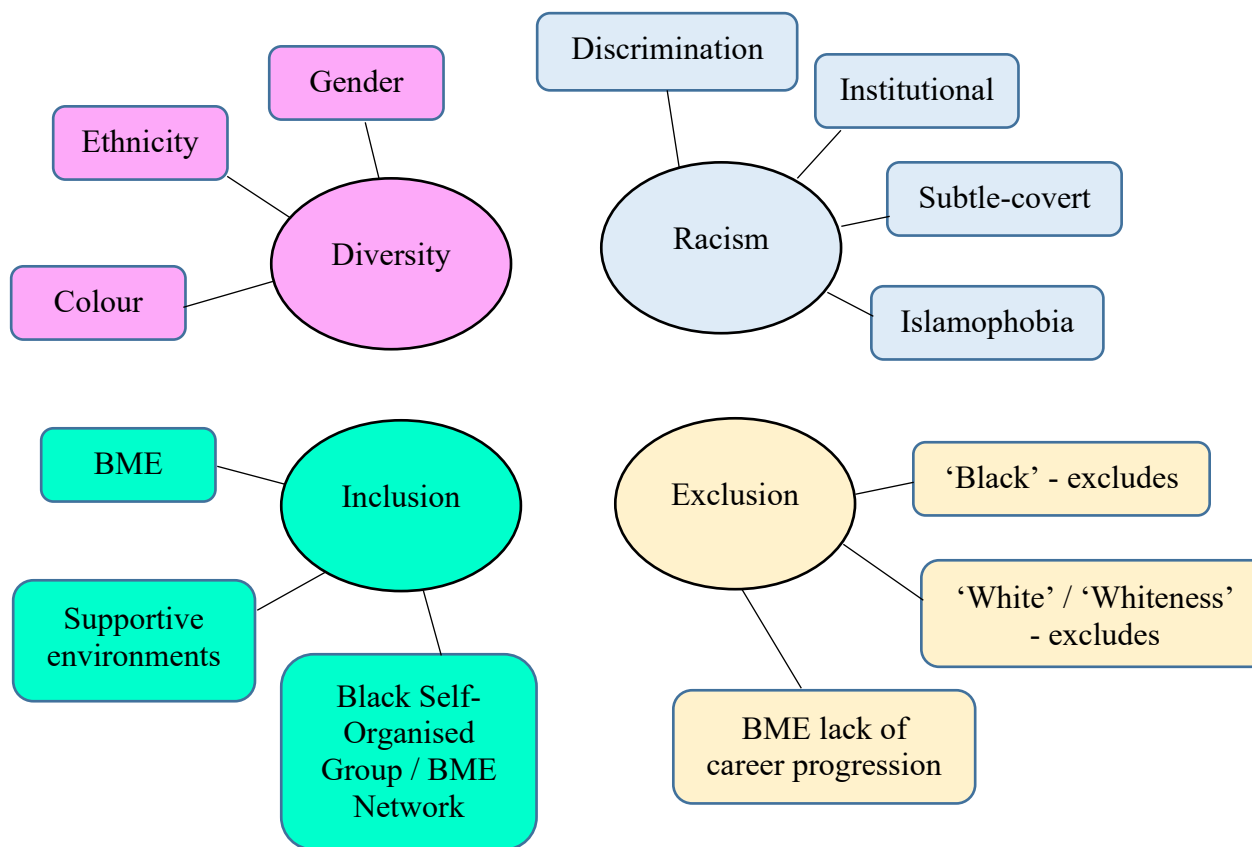 Discrimination
Gender
Institutional
Ethnicity
Subtle-covert
Racism
Diversity
Colour
Islamophobia
BME
Inclusion
Exclusion
‘Black’ - excludes
Supportive
environments
‘White’ / ‘Whiteness’
- excludes
Black Self-
Organised
Group / BME
Network
BME lack of
career progression